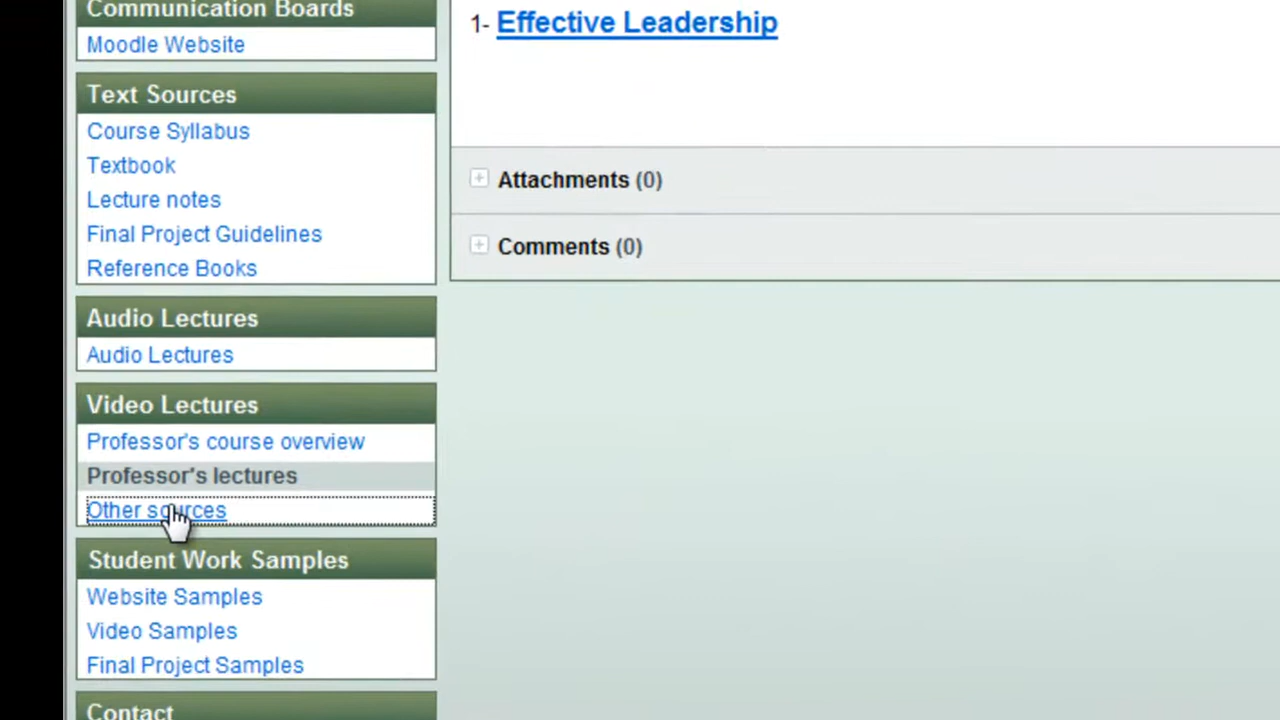 Communication Boards
Moodle Website
Text Sources
Course Syllabus
Textbook
Lecture notes
Final Project Guidelines
Reference Books
Audio Lectures
Audio Lectures
Video Lectures
Professor's course overview
Professor's lectures
Other sources
Student Work Samples
Website Samples
Video Samples
Final Project Samples
Contact
1- Effective Leadership
Attachments (0)
Comments (0)